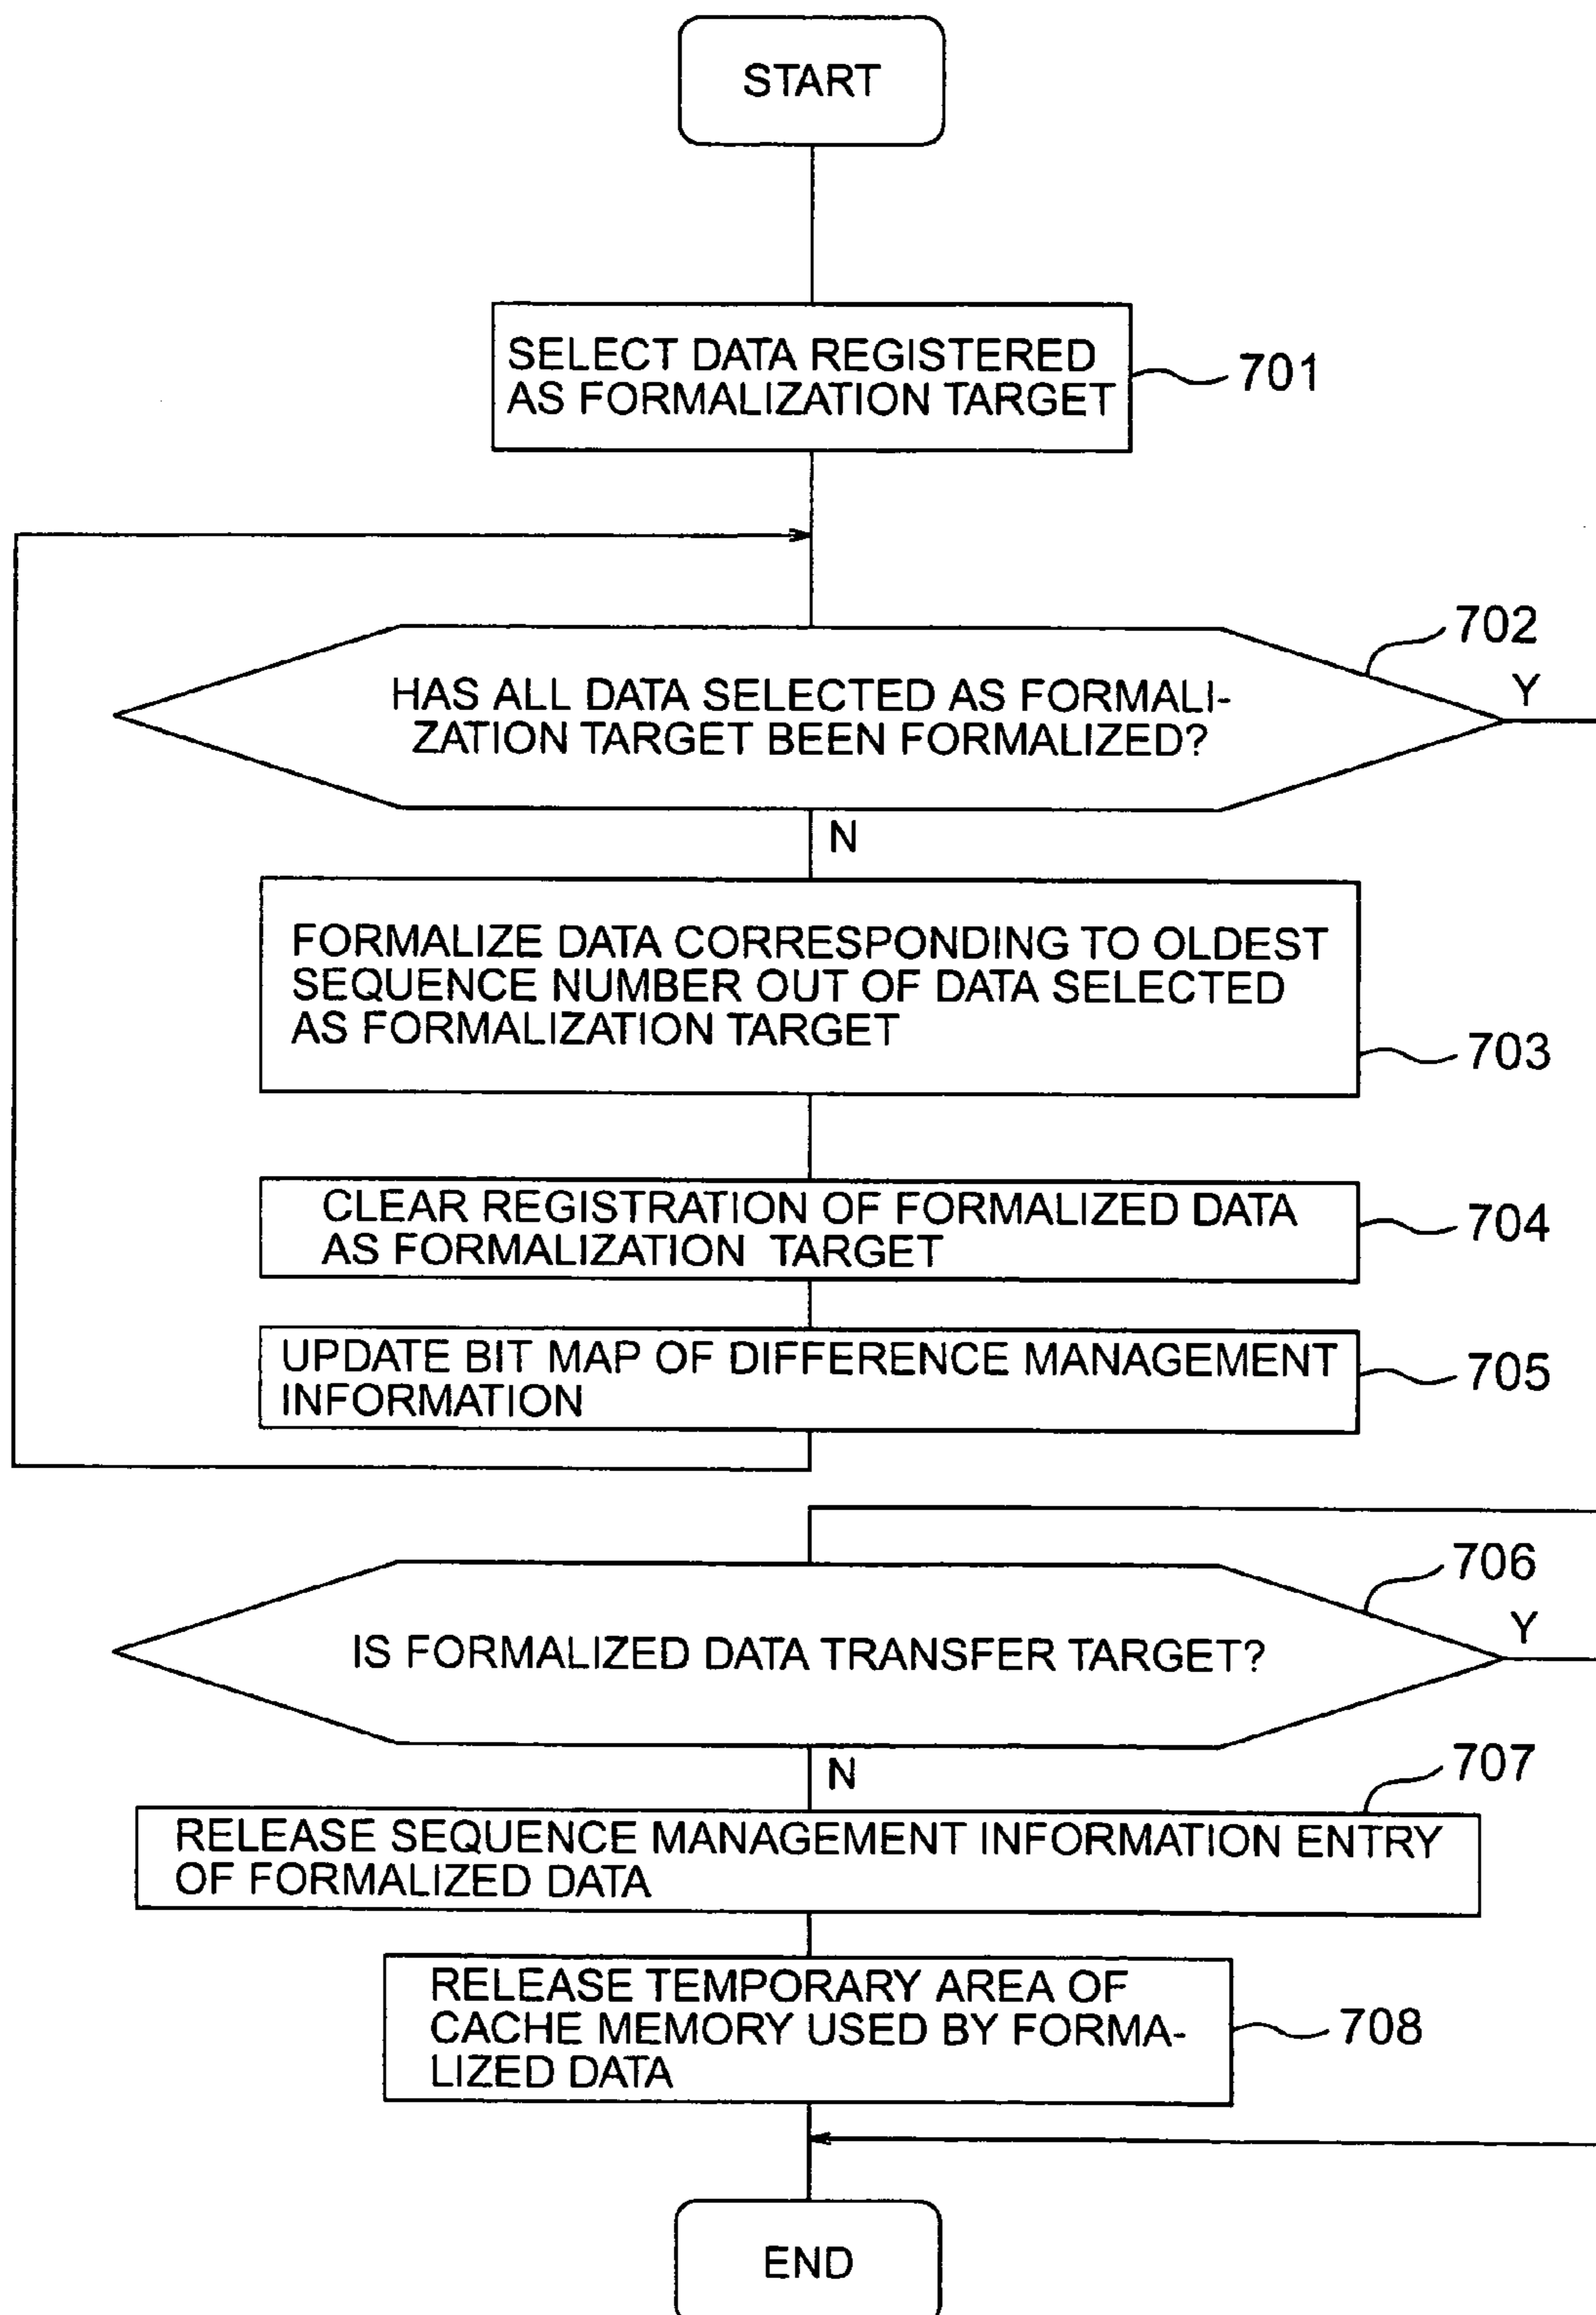 START
SELECT DATA REGISTERED
AS FORMALIZATION TARGET
701
702
HAS ALL DATA SELECTED AS FORMALI-
ZATION TARGET BEEN FORMALIZED?
Y
N
FORMALIZE DATA CORRESPONDING TO OLDEST
SEQUENCE NUMBER OUT OF DATA SELECTED
AS FORMALIZATION TARGET
703
CLEAR REGISTRATION OF FORMALIZED DATA
AS FORMALIZATION TARGET
704
UPDATE BIT MAP OF DIFFERENCE MANAGEMENT
INFORMATION
705
706
IS FORMALIZED DATA TRANSFER TARGET?
Y
N
707
RELEASE SEQUENCE MANAGEMENT INFORMATION ENTRY
OF FORMALIZED DATA
RELEASE TEMPORARY AREA OF
CACHE MEMORY USED BY FORMA-
LIZED DATA
708
END